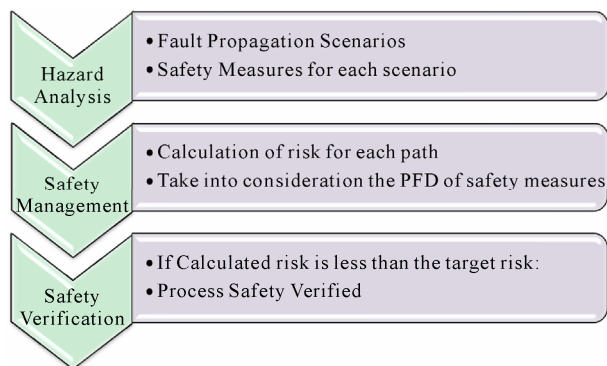 Hazard
Analysis
• Fault Propagation Scenarios
• Safety Measures for each scenario
Safety
Management
• Calculation of risk for each path
• Take into consideration the PFD of safety measures
Safety
Verification
• If Calculated risk is less than the target risk:
• Process Safety Verified